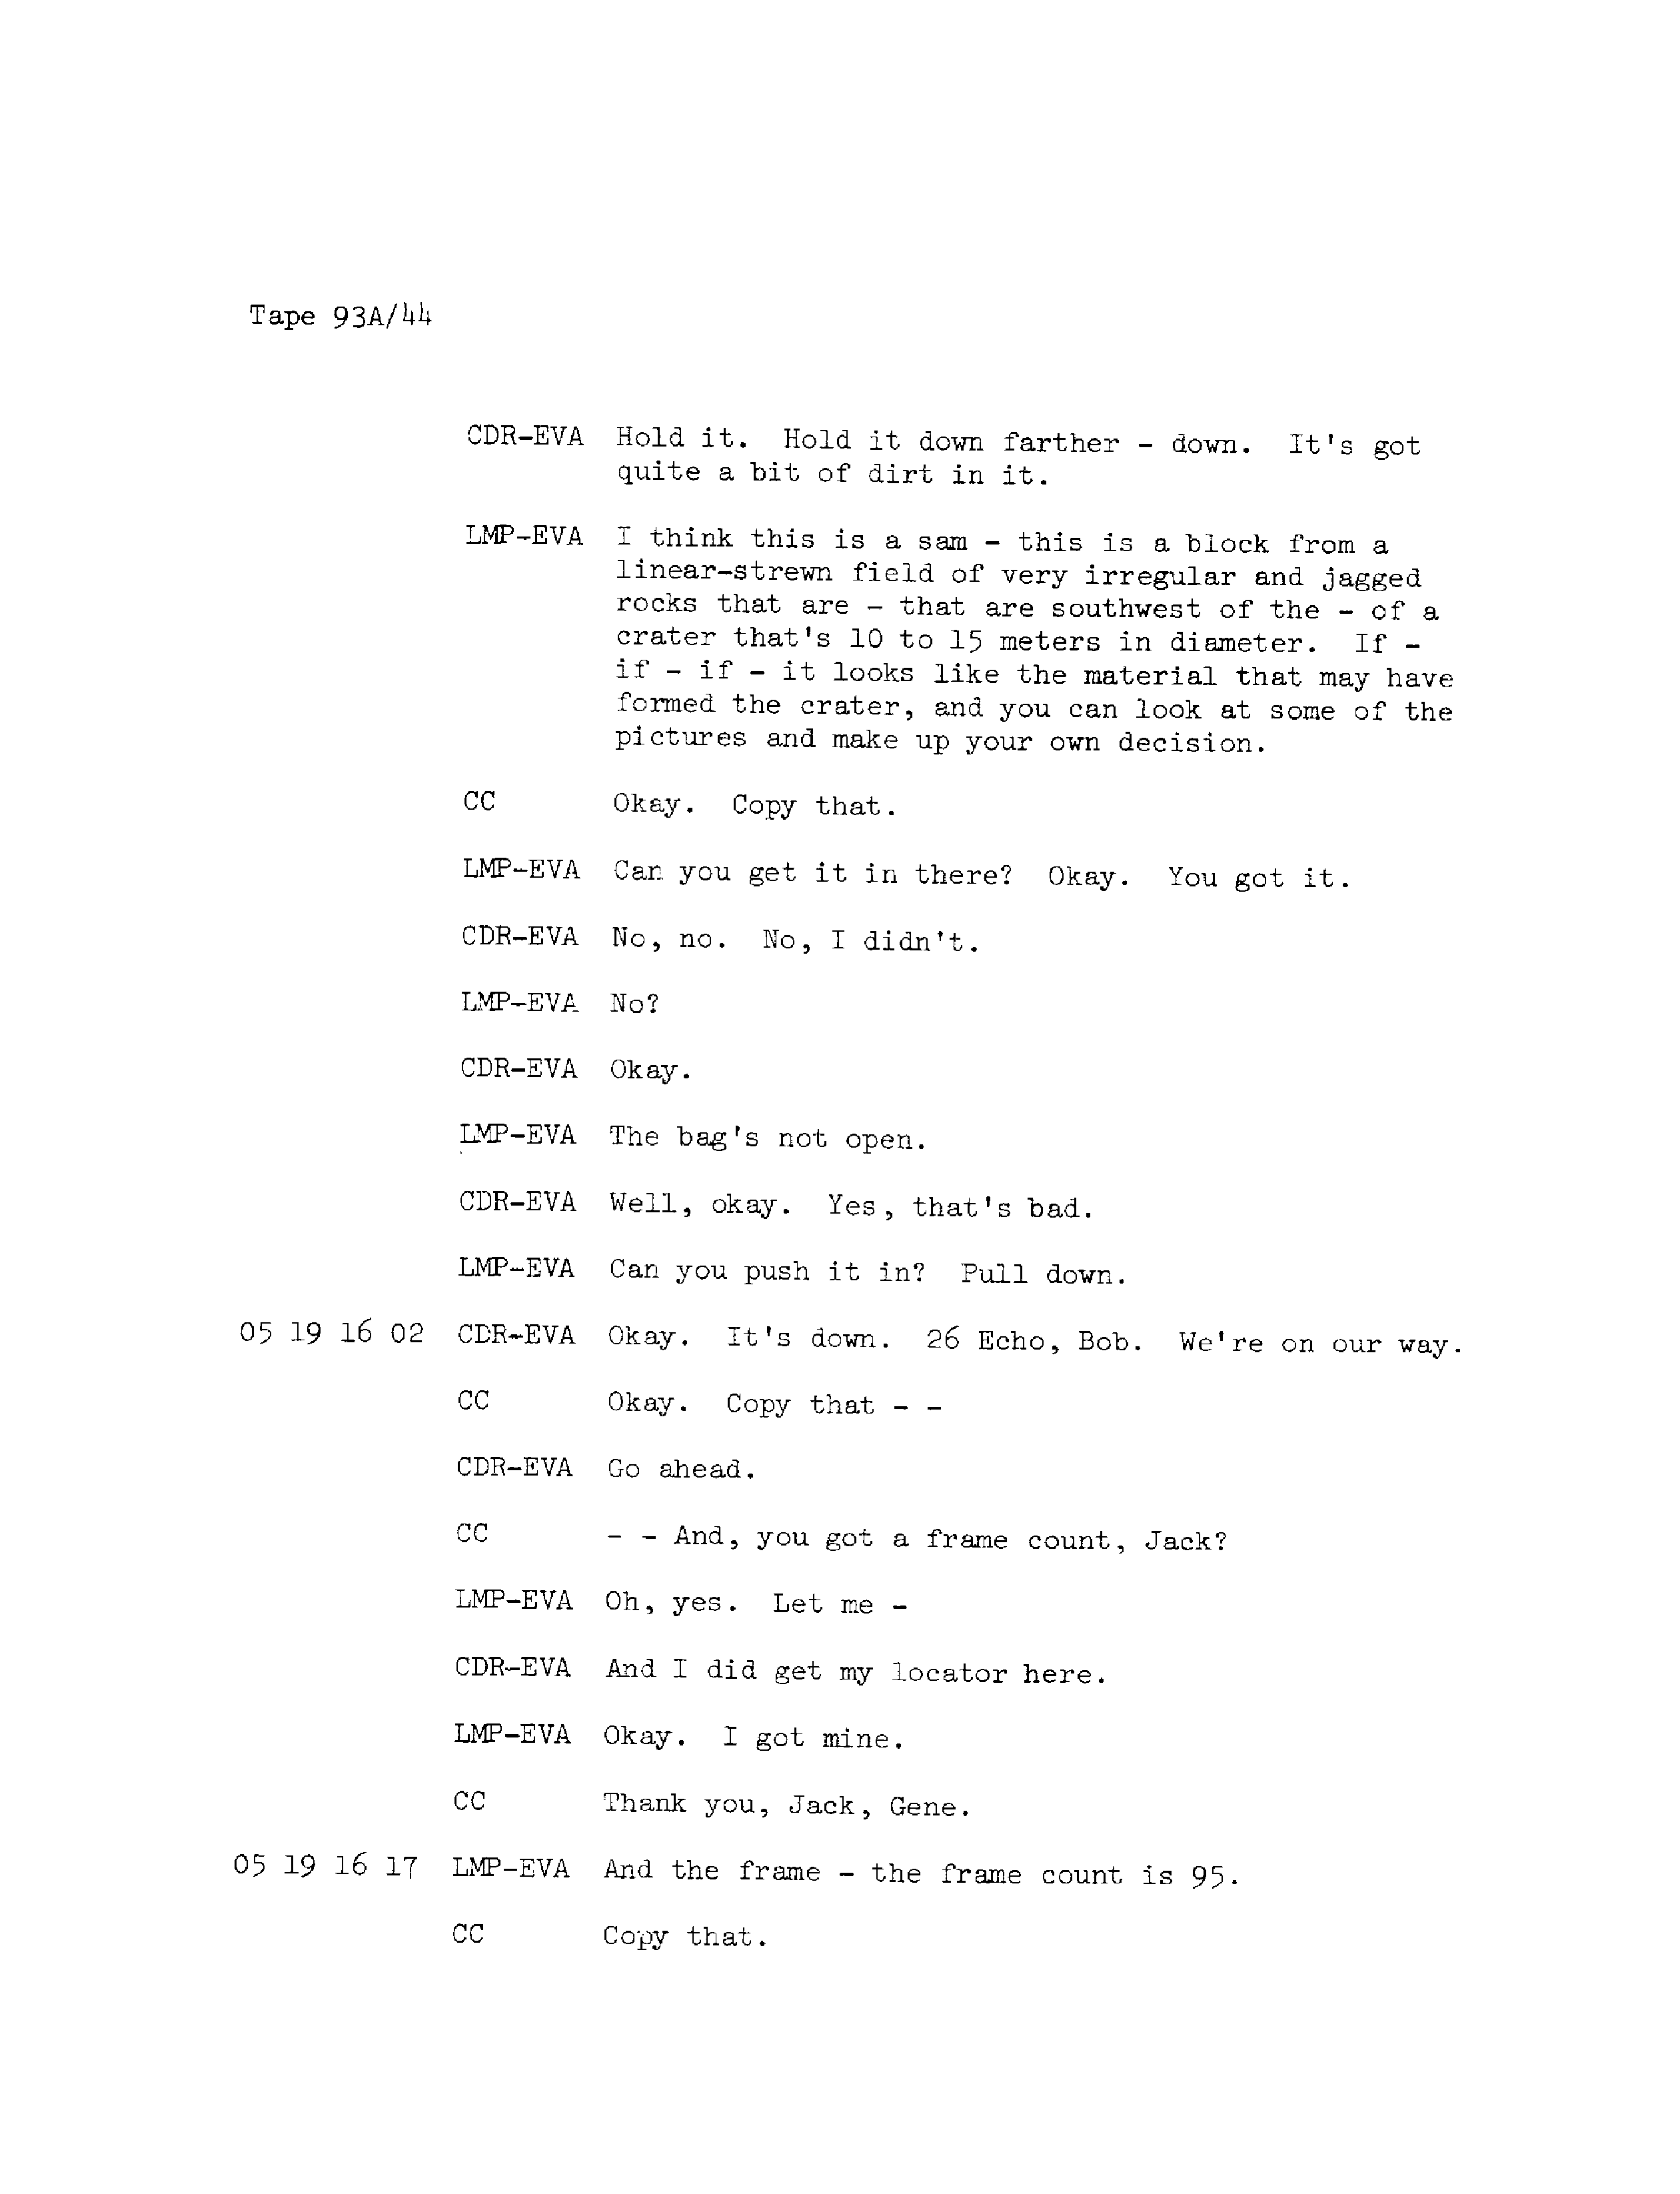 Tape 93A/44
CDR-EVA Hold it. Hold it down farther - down. It's got
quite a bit of dirt in it.
LMP-EVA I think this is a sam - this is a block from a
linear-strewn field of very irregular and jagged
rocks that are - that are southwest of the - of a
crater that's 10 to 15 meters in diameter. If -
if - if - it looks like the material that may have
formed the crater, and you can look at some of the
pictures and make up your own decision.
CC Okay. Copy that.
LMP-EVA Can you get it in there? Okay. You got it.
CDR-EVA No, no. No, I didn't.
LMP-EVA No?
CDR-EVA Okay.
LMP-EVA The bag's not open.
CDR-EVA Well, okay. Yes, that's bad.
LMP-EVA Can you push it in? Pull down.
05 19 16 02 CDR-EVA Okay. It's down. 26 Echo, Bob. We're on our way.
CC Okay. Copy that - -
CDR-EVA Go ahead.
CC - - And, you got a frame count, Jack?
LMP-EVA Oh, yes. Let me -
CDR-EVA And I did get my locator here.
LMP-EVA Okay. I got mine.
CC Thank you, Jack, Gene.
05 19 16 17 LMP-EVA And the frame - the frame count is 95.
CC Copy that.